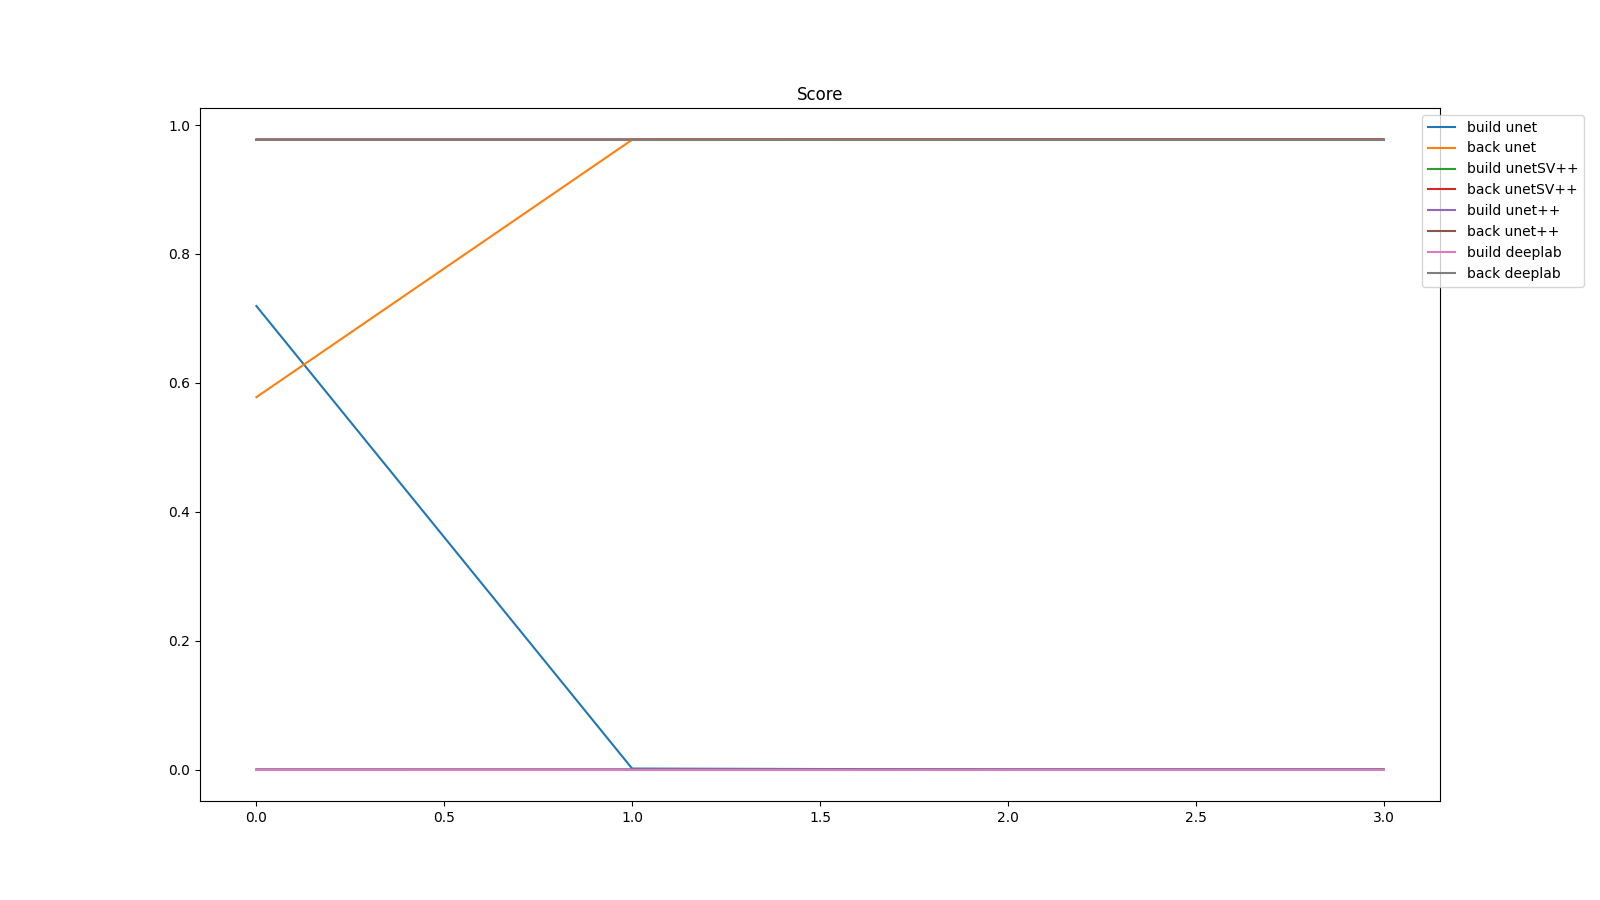 Score
1.0
0.8
0.6
0.4
0.2
0.0
0.0 0.5 1.0 1.5 2.0 2.5 3.0
build unet
back unet
build unetSV++
back unetSV++
build unet++
back unet++
build deeplab
back deeplab